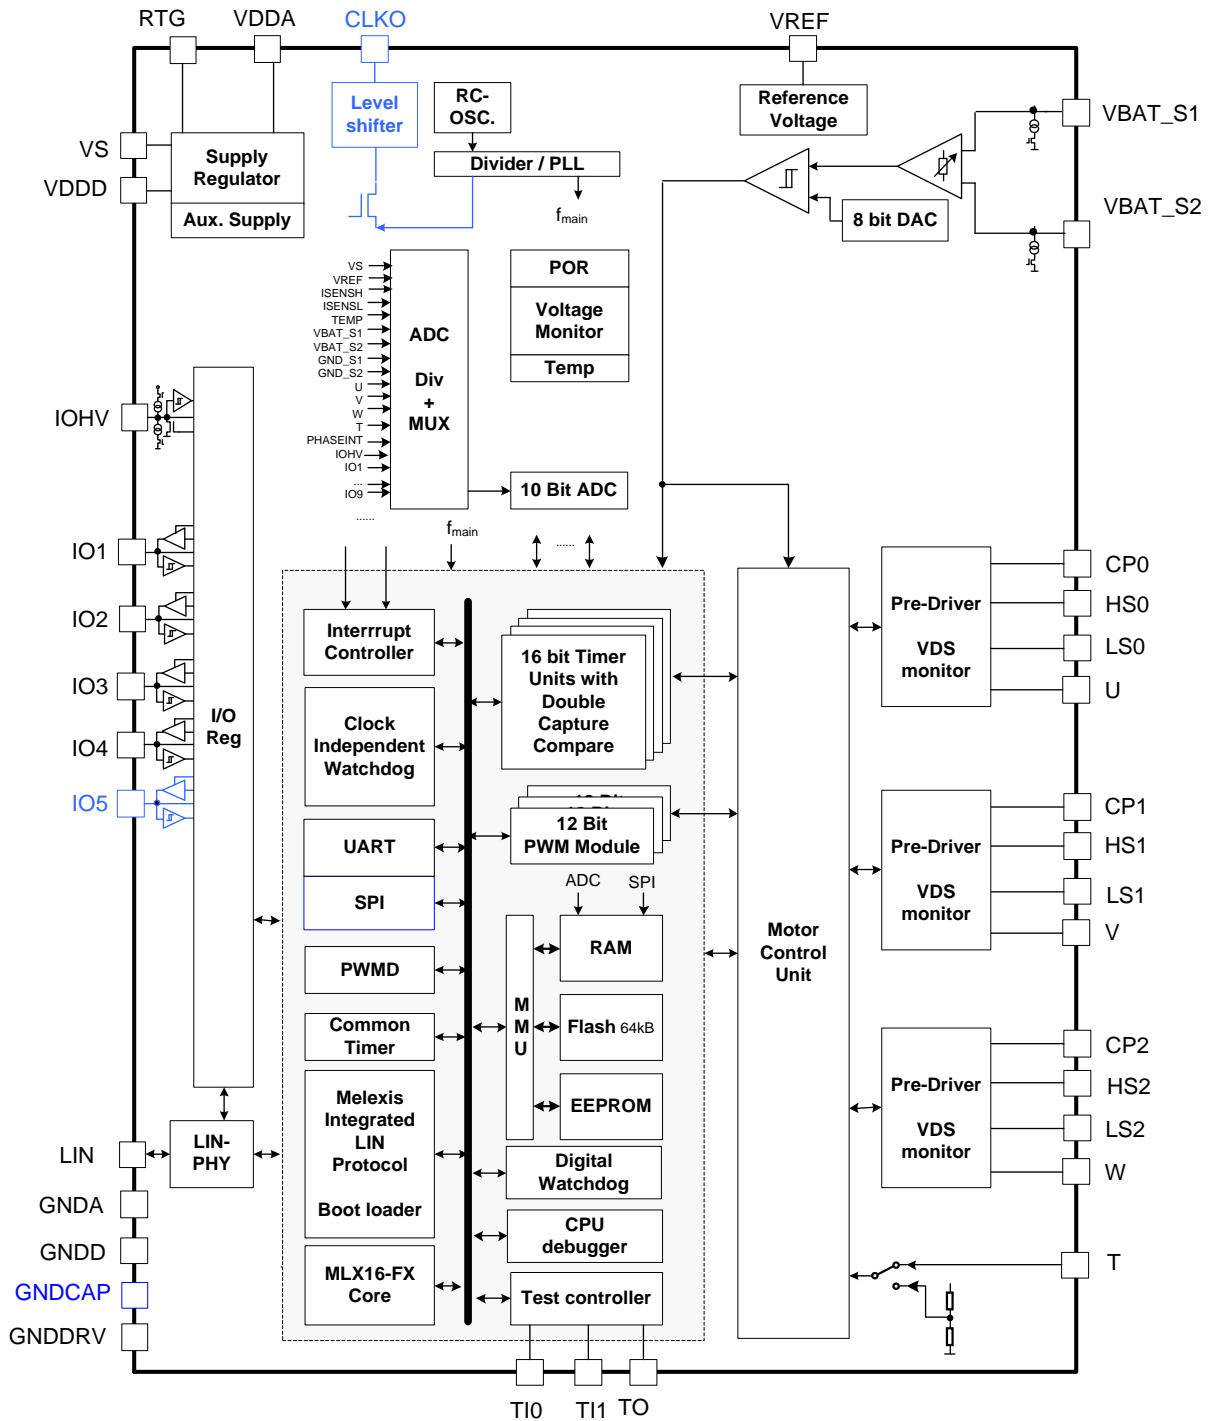 RTG
VDDA
CLKO
VREF
Level
shifter
RC-
OSC.
Reference
Voltage
VBAT_S1
VS
VDDD
Supply
Regulator
Aux. Supply
Divider / PLL
fmain
8 bit DAC
VBAT_S2
VS
VREF
ISENSH
ISENSL
TEMP
VBAT_S1
VBAT_S2
GND_S1
GND_S2
U
V
W
T
PHASEINT
IOHV
IO1
...
IO9
......
ADC
Div
+
MUX
POR
Voltage
Monitor
Temp
10 Bit ADC
fmain
......
IOHV
IO1
IO2
IO3
IO4
IO5
I/O
Reg
Interrrupt
Controller
Clock
Independent
Watchdog
UART
SPI
PWMD
Common
Timer
Melexis
Integrated
LIN
Protocol
Boot loader
MLX16-FX
Core
16 bit Timer
Units with
Double
Capture
Compare
12 Bit
PWM Module
ADC
SPI
RAM
M
M
U
Flash 64kB
EEPROM
Digital
Watchdog
CPU
debugger
Test controller
Motor
Control
Unit
Pre-Driver
VDS
monitor
CP0
HS0
LS0
U
Pre-Driver
VDS
monitor
CP1
HS1
LS1
V
Pre-Driver
VDS
monitor
CP2
HS2
LS2
W
T
LIN
LIN-
PHY
GNDA
GNDD
GNDCAP
GNDDRV
TI0
TI1
TO